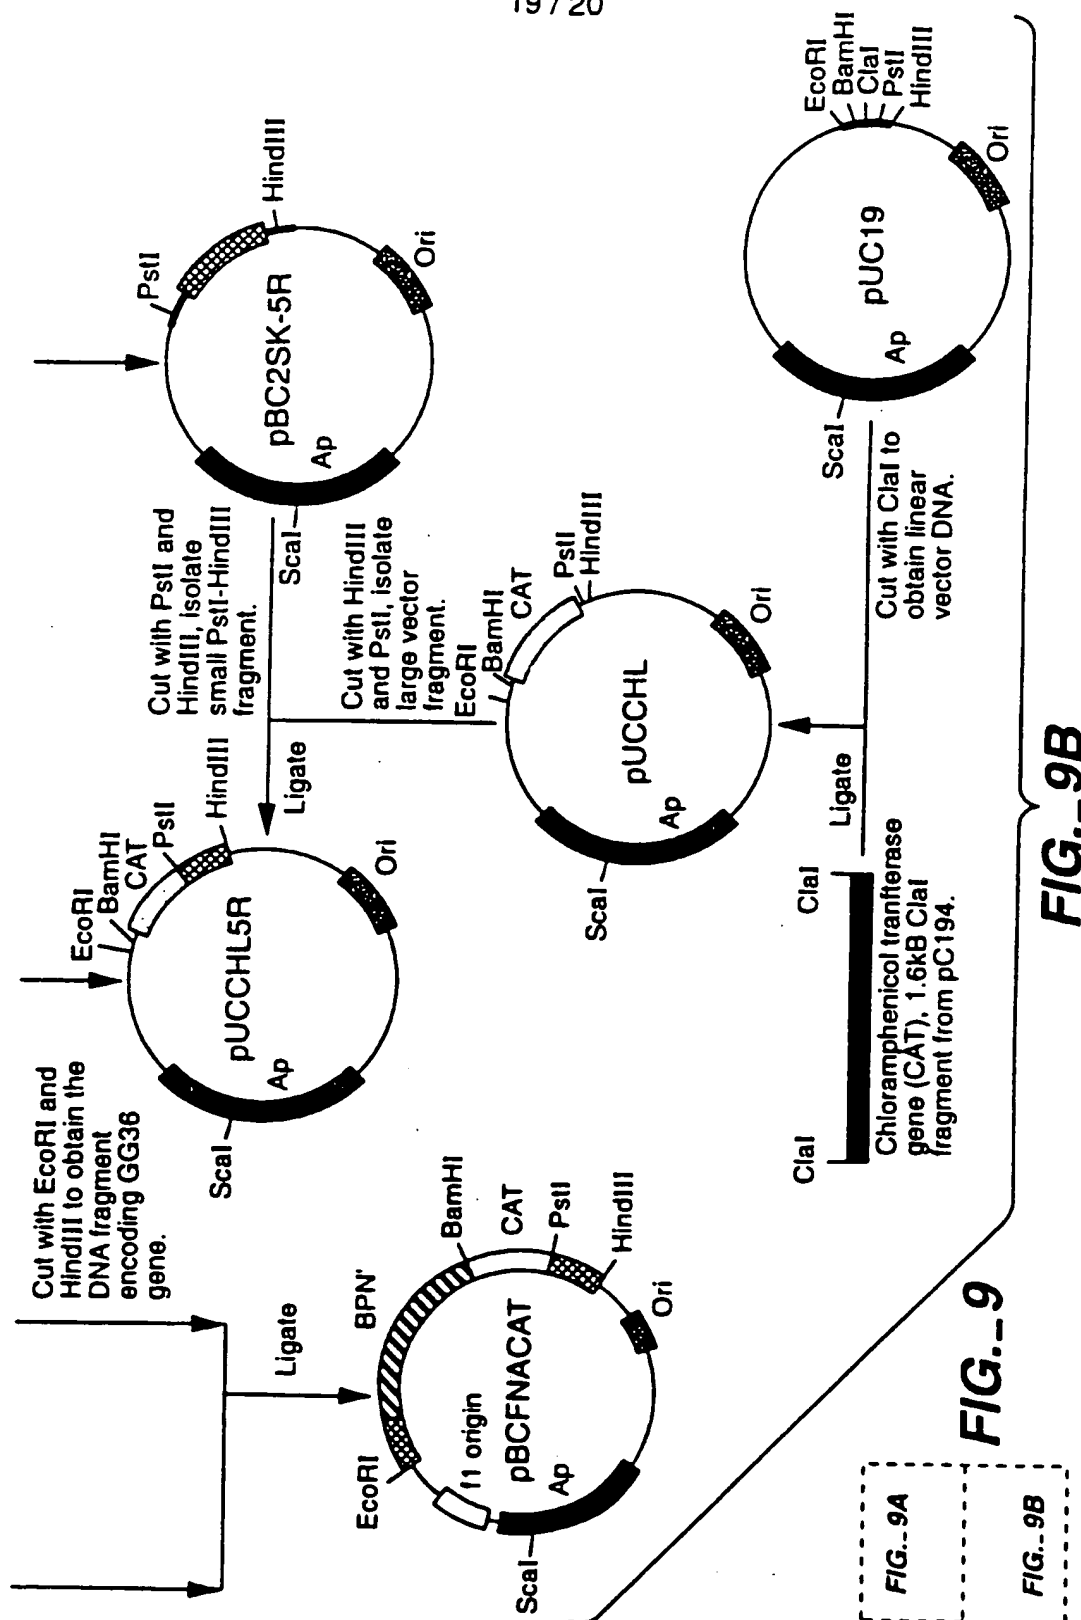 19 / 20
Cut with EcoRI and
HindIII to obtain the
DNA fragment
encoding GG36
gene.
Ligate
BPN'
BamHI
CAT
PstI
HindIII
Ori
EcoRI
f1 origin
pBCFNACAT
Ap
ScaI
EcoRI
BamHI
CAT
PstI
HindIII
pUCCHL5R
Ap
ScaI
Ori
Ligate
Cut with PstI and
HindIII, isolate
small PstI-HindIII
fragment.
PstI
HindIII
pBC2SK-5R
Ap
ScaI
Ori
Cut with HindIII
and PstI, isolate
large vector
fragment.
EcoRI
BamHI
CAT
PstI
HindIII
pUCCHL
Ap
ScaI
Ori
Ligate
ClaI
ClaI
Chloramphenicol tranfterase
gene (CAT), 1.6kB ClaI
fragment from pC194.
Cut with ClaI to
obtain linear
vector DNA.
EcoRI
BamHI
ClaI
PstI
HindIII
pUC19
Ap
ScaI
Ori
FIG._9B
FIG._9
FIG._9A
FIG._9B